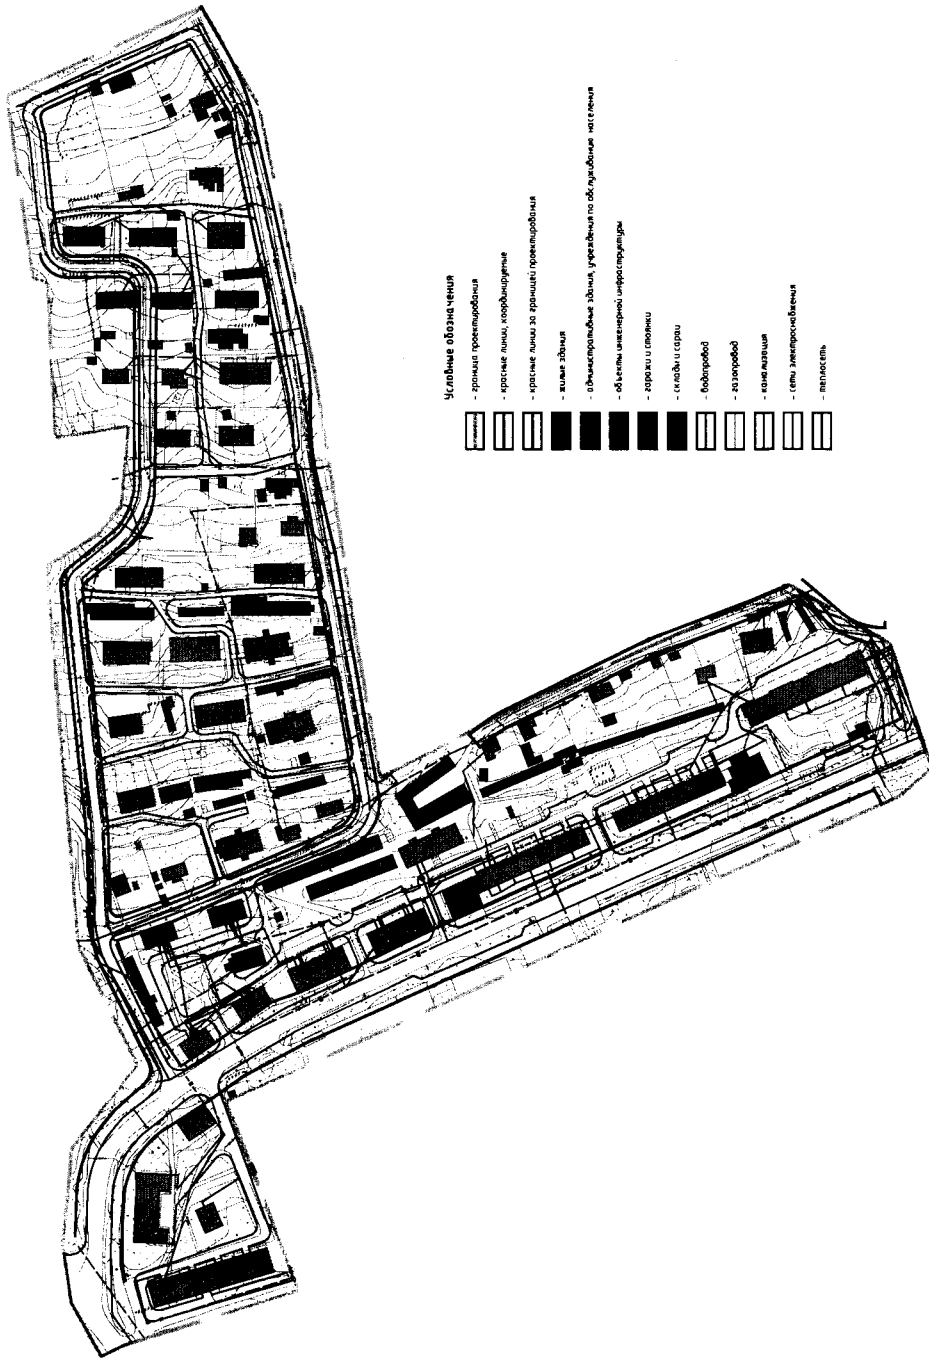 Условные обозначения
- граница проектирования
- красные линии, координируемые
- красные линии за границей проектирования
- жилые здания
- административные здания, учреждения по обслуживанию населения
- объекты инженерной инфраструктуры
- гаражи и стоянки
- склады и сараи
- водопровод
- газопровод
- канализация
- сети электроснабжения
- теплосеть